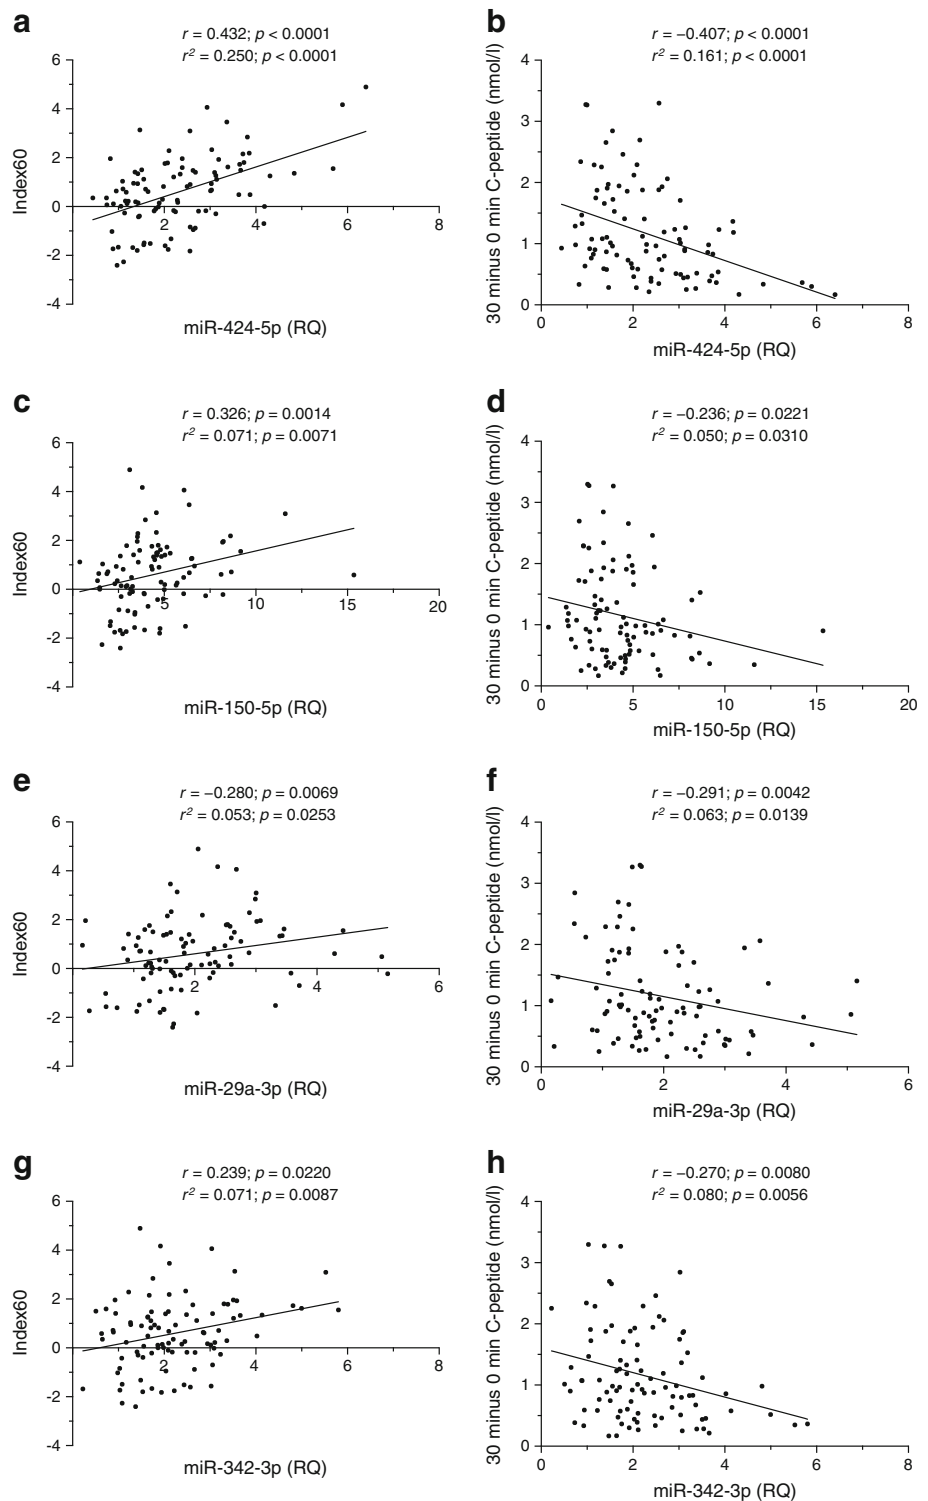 a
r = 0.432; p < 0.0001
r² = 0.250; p < 0.0001
Index60
6
4
2
0
-2
-4
2
4
6
8
miR-424-5p (RQ)
b
r = −0.407; p < 0.0001
r² = 0.161; p < 0.0001
30 minus 0 min C-peptide (nmol/l)
4
3
2
1
0
0
2
4
6
8
miR-424-5p (RQ)
c
r = 0.326; p = 0.0014
r² = 0.071; p = 0.0071
Index60
6
4
2
0
-2
-4
5
10
15
20
miR-150-5p (RQ)
d
r = −0.236; p = 0.0221
r² = 0.050; p = 0.0310
30 minus 0 min C-peptide (nmol/l)
4
3
2
1
0
0
5
10
15
20
miR-150-5p (RQ)
e
r = −0.280; p = 0.0069
r² = 0.053; p = 0.0253
Index60
6
4
2
0
-2
-4
2
4
6
miR-29a-3p (RQ)
f
r = −0.291; p = 0.0042
r² = 0.063; p = 0.0139
30 minus 0 min C-peptide (nmol/l)
4
3
2
1
0
0
2
4
6
miR-29a-3p (RQ)
g
r = 0.239; p = 0.0220
r² = 0.071; p = 0.0087
Index60
6
4
2
0
-2
-4
2
4
6
8
miR-342-3p (RQ)
h
r = −0.270; p = 0.0080
r² = 0.080; p = 0.0056
30 minus 0 min C-peptide (nmol/l)
4
3
2
1
0
0
2
4
6
8
miR-342-3p (RQ)